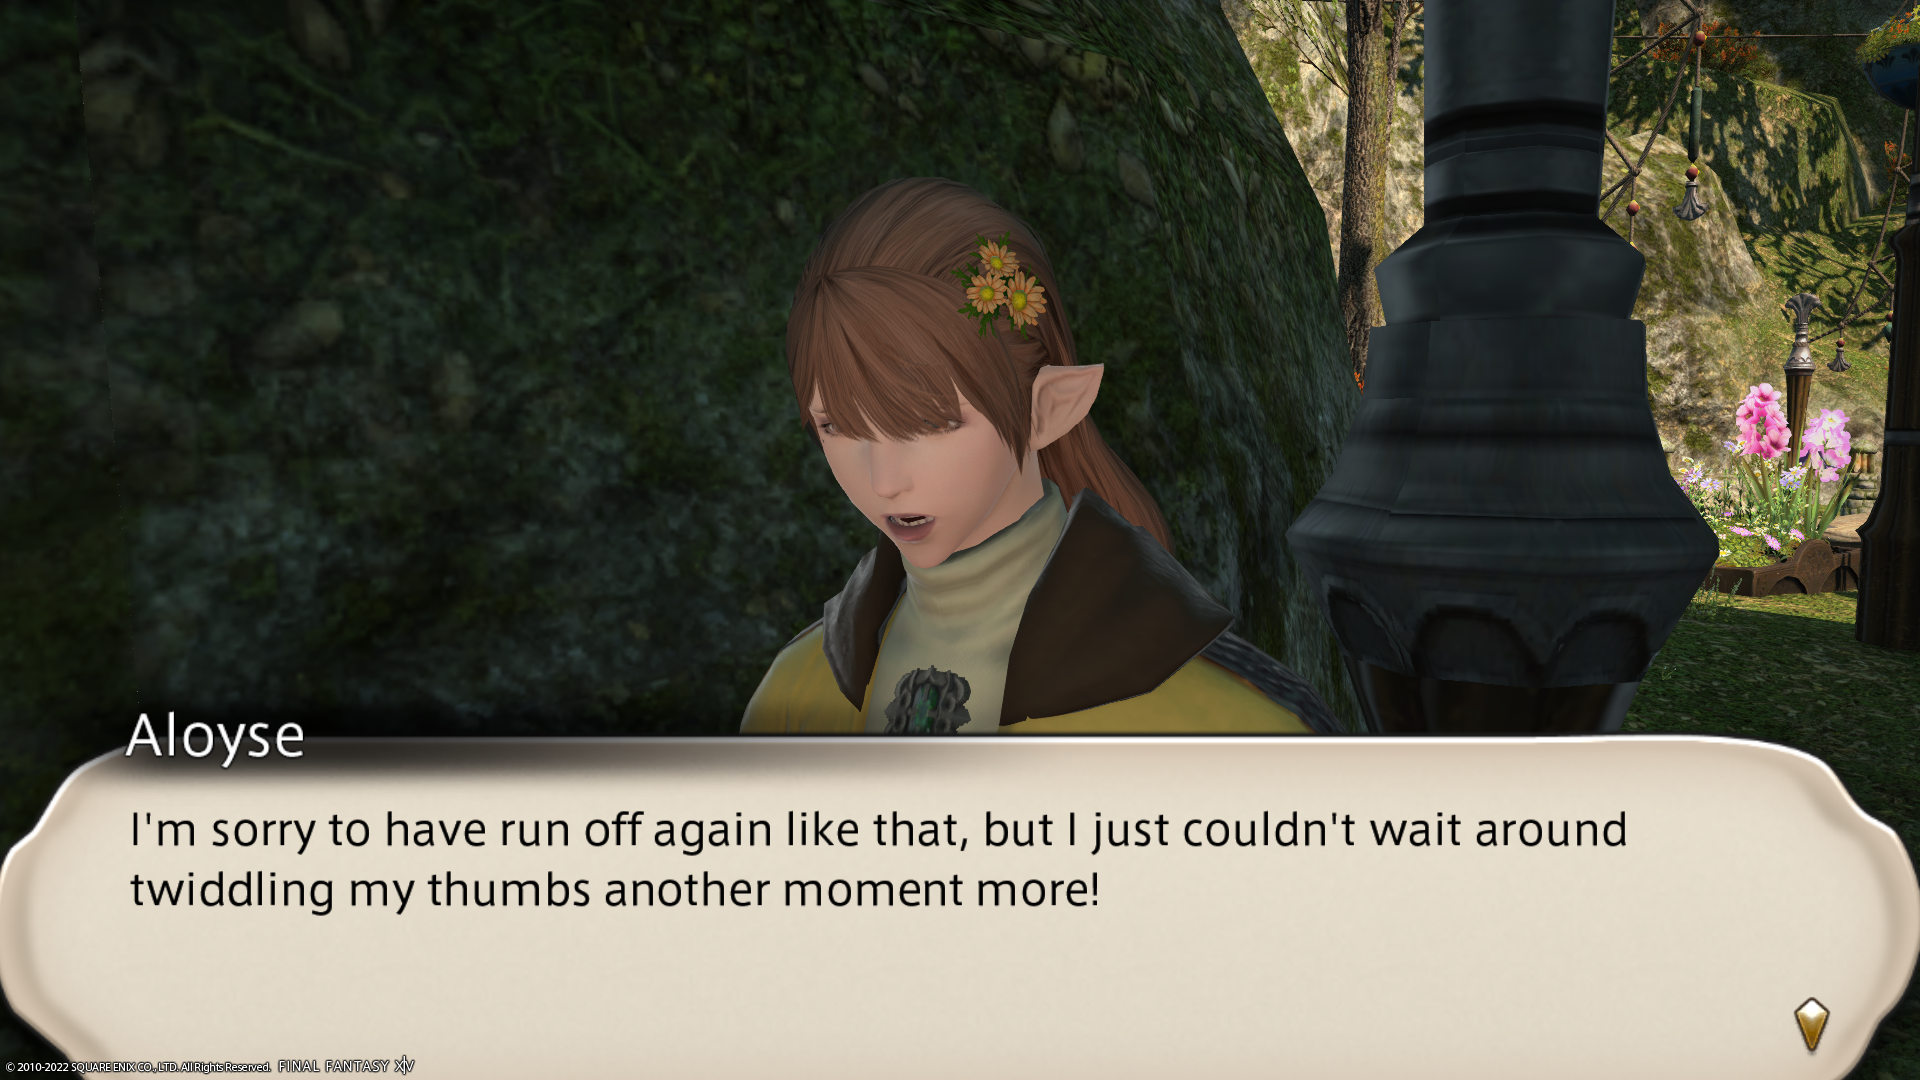 Aloyse
I'm sorry to have run off again like that, but I just couldn't wait around
twiddling my thumbs another moment more!
© 2010-2022 SQUARE ENIX CO., LTD. All Rights Reserved. FINAL FANTASY XIV